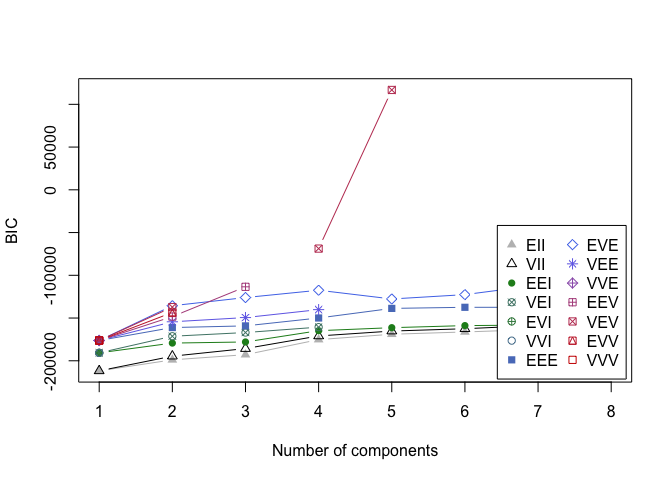 BIC
50000
0
-100000
-200000
EII
VII
EEI
VEI
EVI
VVI
EEE
EVE
VEE
VVE
EEV
VEV
EVV
VVV
1 2 3 4 5 6 7 8
Number of components